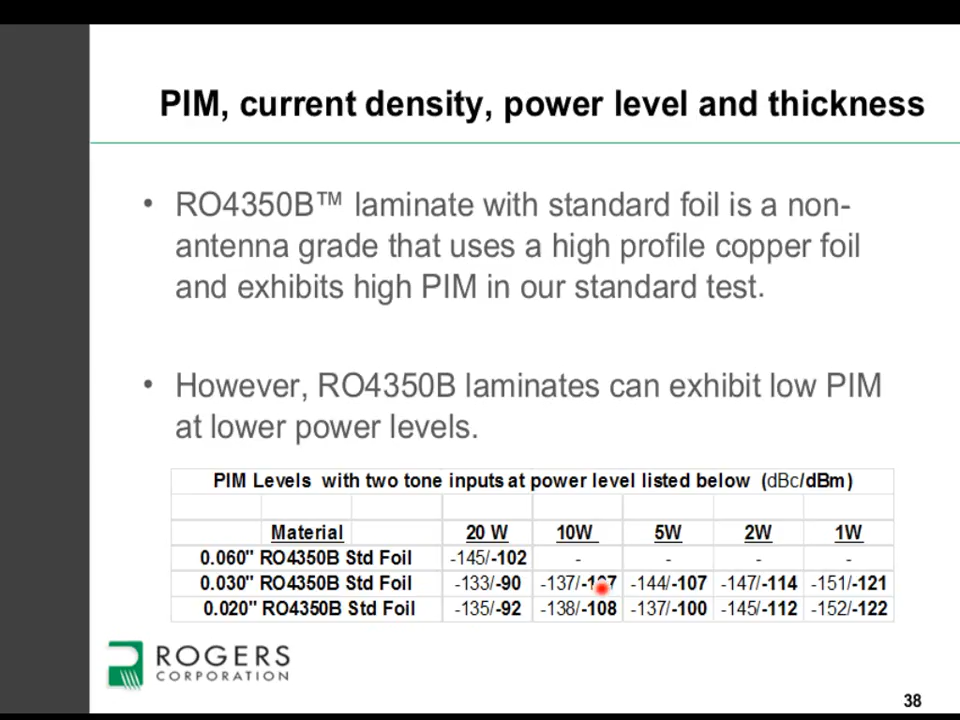 PIM, current density, power level and thickness
• RO4350B™ laminate with standard foil is a non-
antenna grade that uses a high profile copper foil
and exhibits high PIM in our standard test.
• However, RO4350B laminates can exhibit low PIM
at lower power levels.
PIM Levels with two tone inputs at power level listed below (dBc/dBm)
Material 20 W 10W 5W 2W 1W
0.060" RO4350B Std Foil -145/-102 - - - -
0.030" RO4350B Std Foil -133/-90 -144/-107 -147/-114 -151/-121
0.020" RO4350B Std Foil -135/-92 -138/-108 -137/-100 -145/-112 -152/-122
ROGERS
CORPORATION
38